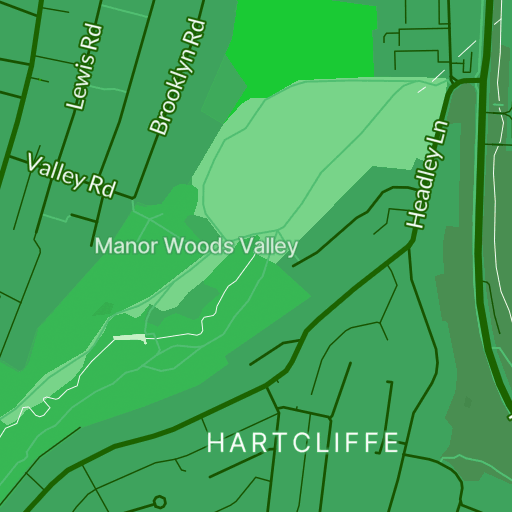 Lewis Rd
Brooklyn Rd
Valley Rd
Headley Ln
Manor Woods Valley
HARTCLIFFE